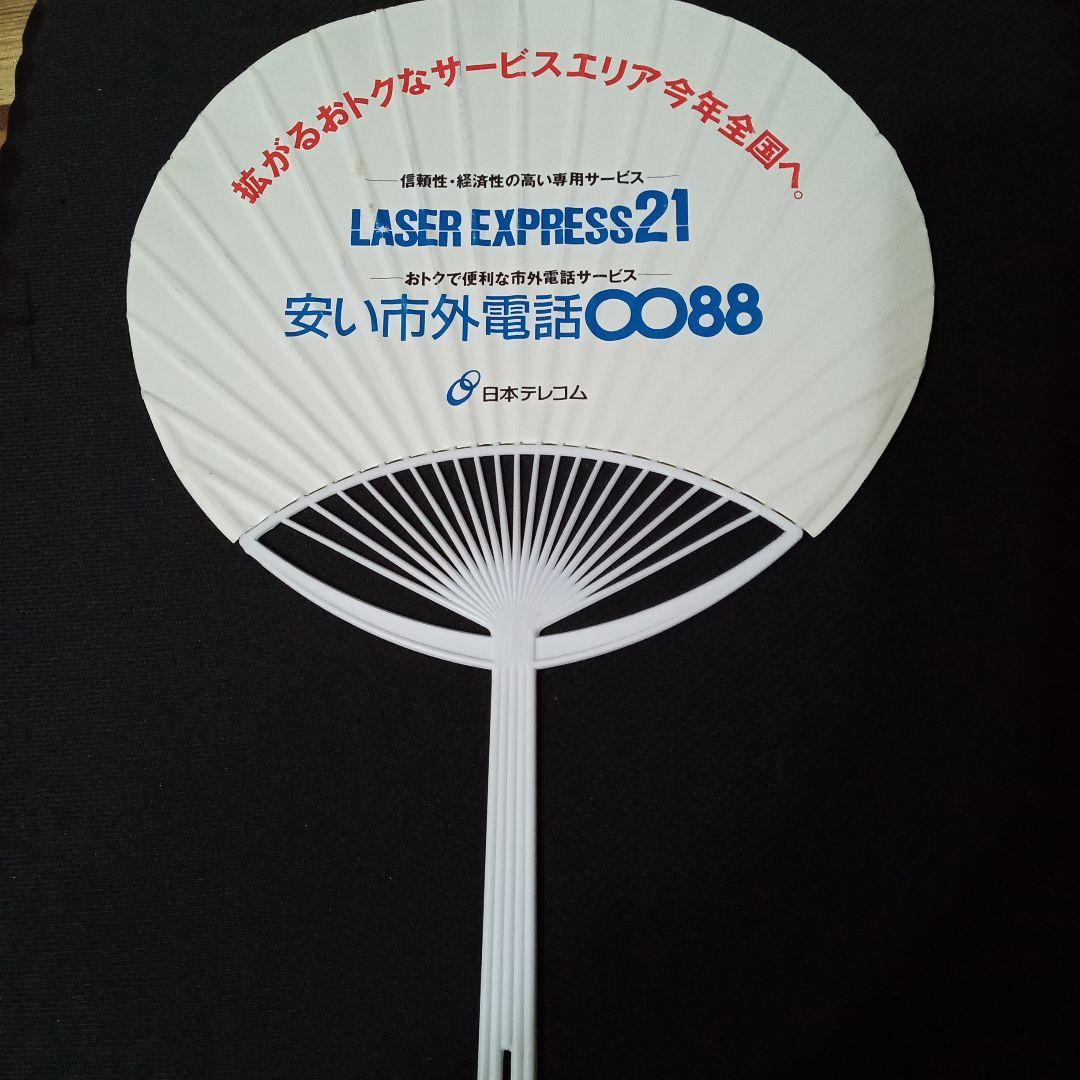 拡がるおトクなサービスエリア今年全国へ。
信頼性・経済性の高い専用サービス
LASER EXPRESS21
おトクで便利な市外電話サービス
安い市外電話0088
日本テレコム